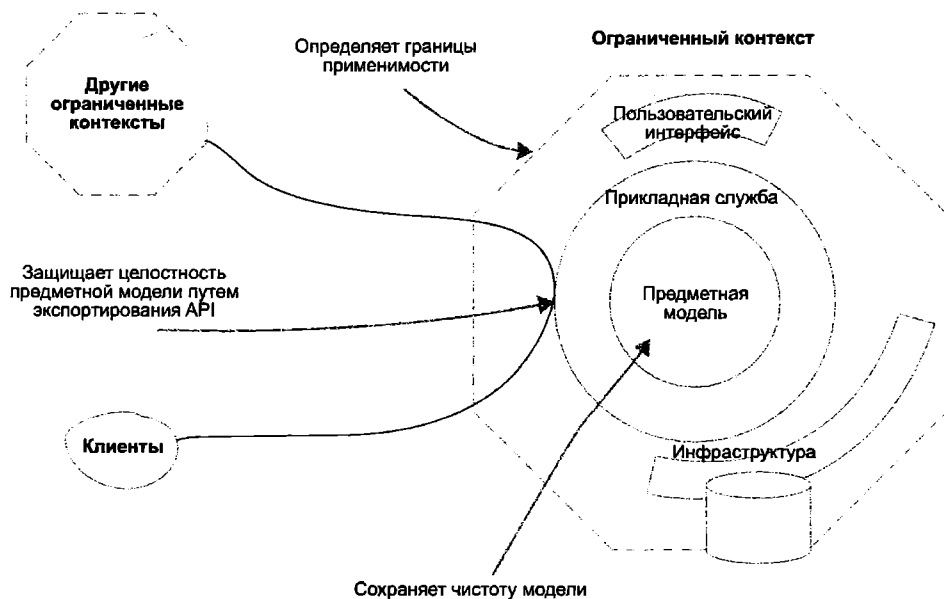 Ограниченный контекст
Определяет границы
применимости
Другие
ограниченные
контексты
Пользовательский
интерфейс
Прикладная служба
Защищает целостность
предметной модели путем
экспортирования API
Предметная
модель
Клиенты
Инфраструктура
Сохраняет чистоту модели